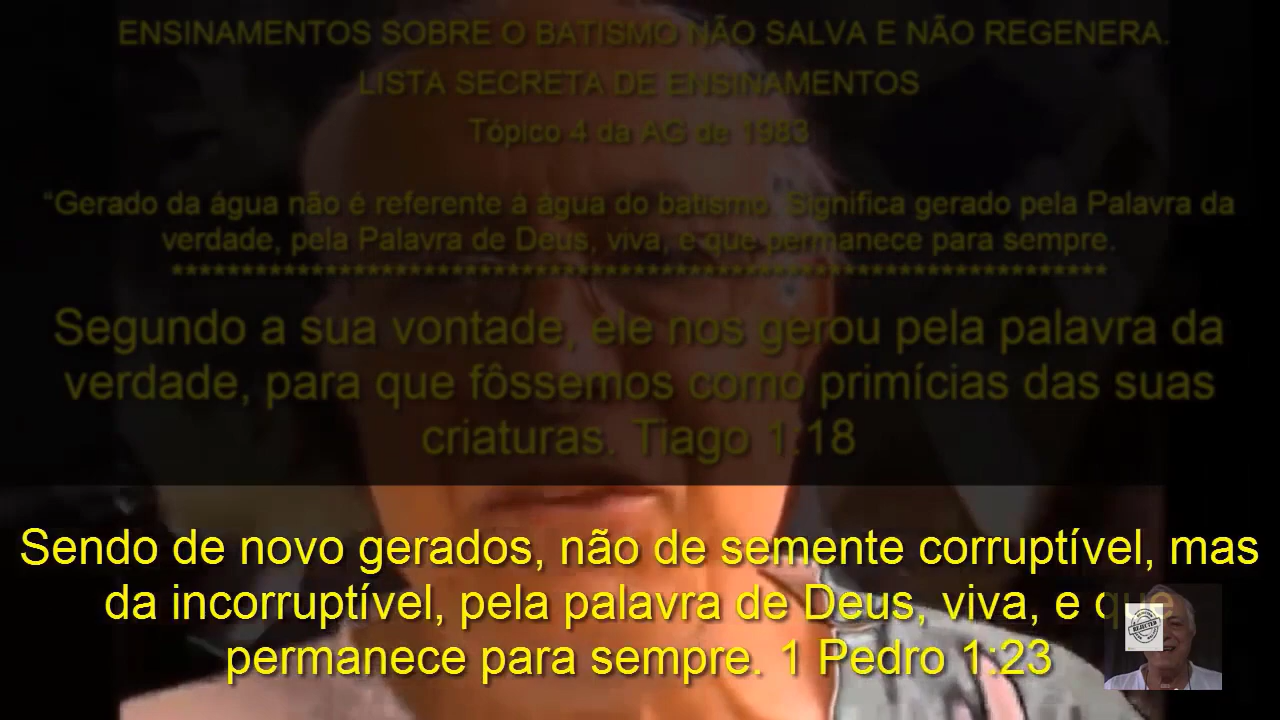 ENSINAMENTOS SOBRE O BATISMO NÃO SALVA E NÃO REGENERA.
LISTA SECRETA DE ENSINAMENTOS
Tópico 4 da AG de 1983
"Gerado da água não é referente à água do batismo. Significa gerado pela Palavra da
verdade, pela Palavra de Deus, viva, e que permanece para sempre.
*******************************************************************
Segundo a sua vontade, ele nos gerou pela palavra da
verdade, para que fôssemos como primícias das suas
criaturas. Tiago 1:18
Sendo de novo gerados, não de semente corruptível, mas
da incorruptível, pela palavra de Deus, viva, e que
permanece para sempre. 1 Pedro 1:23
REJECTED